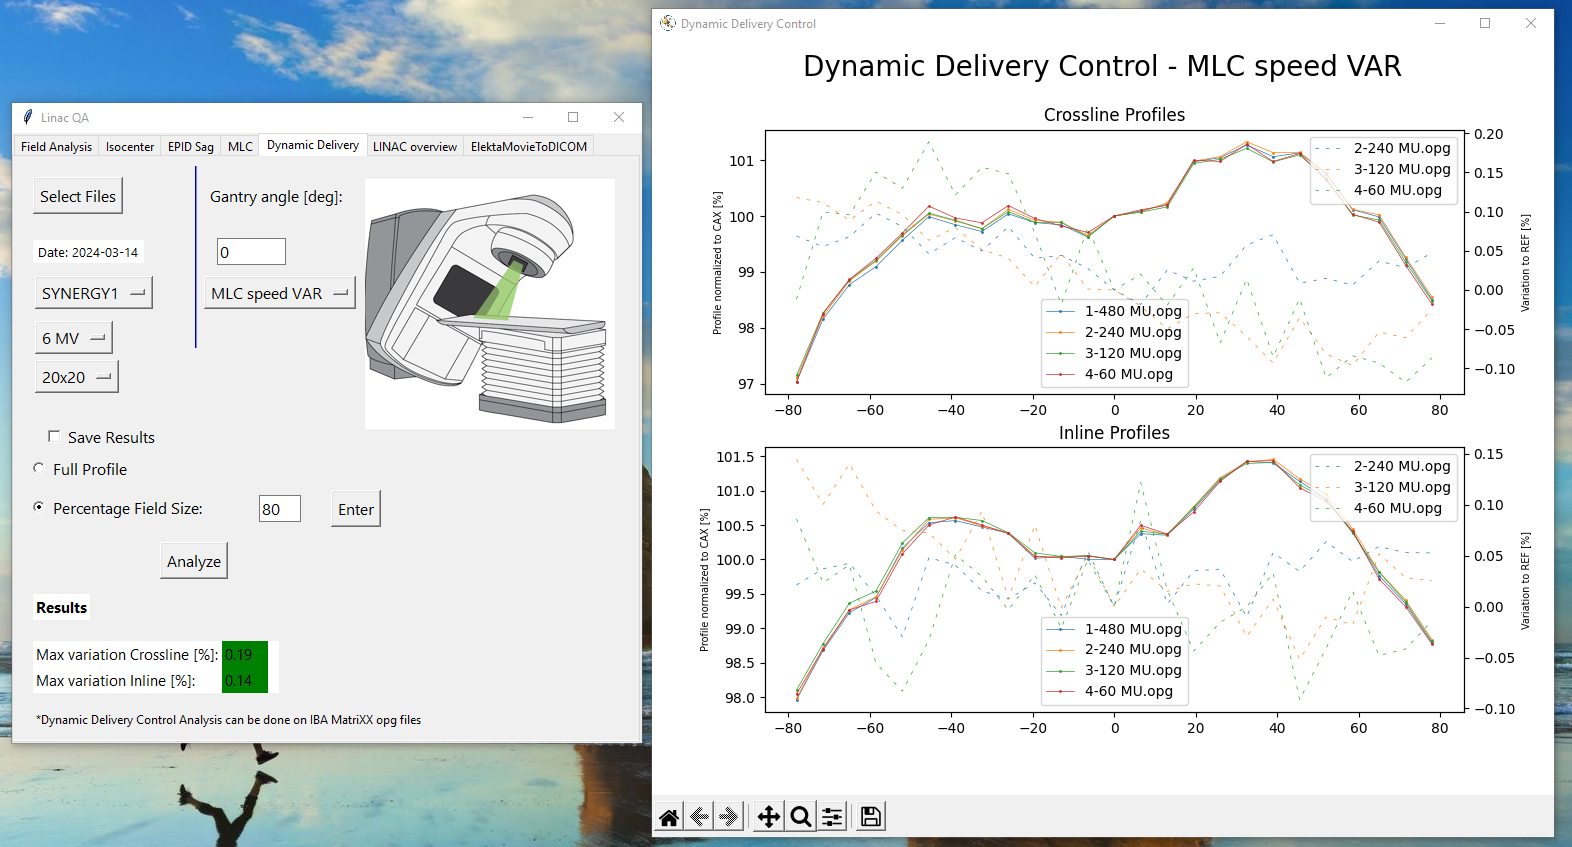 Linac QA
Field Analysis Isocenter EPID Sag MLC Dynamic Delivery LINAC overview ElektaMovieToDICOM
Select Files
Gantry angle [deg]:
Date: 2024-03-14
0
SYNERGY1
MLC speed VAR
6 MV
20x20
Save Results
Full Profile
Percentage Field Size:
80
Enter
Analyze
Results
Max variation Crossline [%]: 0.19
Max variation Inline [%]: 0.14
*Dynamic Delivery Control Analysis can be done on IBA MatriXX opg files
Dynamic Delivery Control
Dynamic Delivery Control - MLC speed VAR
Crossline Profiles
Profile normalized to CAX [%]
101
100
99
98
97
−80 −60 −40 −20 0 20 40 60 80
0.20
0.15
0.10
0.05
0.00
−0.05
−0.10
Variation to REF [%]
2-240 MU.opg
3-120 MU.opg
4-60 MU.opg
1-480 MU.opg
2-240 MU.opg
3-120 MU.opg
4-60 MU.opg
Inline Profiles
Profile normalized to CAX [%]
101.5
101.0
100.5
100.0
99.5
99.0
98.5
98.0
−80 −60 −40 −20 0 20 40 60 80
0.15
0.10
0.05
0.00
−0.05
−0.10
Variation to REF [%]
2-240 MU.opg
3-120 MU.opg
4-60 MU.opg
1-480 MU.opg
2-240 MU.opg
3-120 MU.opg
4-60 MU.opg